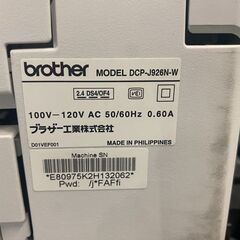 brother MODEL DCP-J926N-W
2.4 DS4/OF4
100V－120V AC 50/60Hz 0.60A
ブラザー工業株式会社
D01VEF001
MADE IN PHILIPPINES
Machine SN
*E80975K2H132062*
Pwd: /j*FAFfi